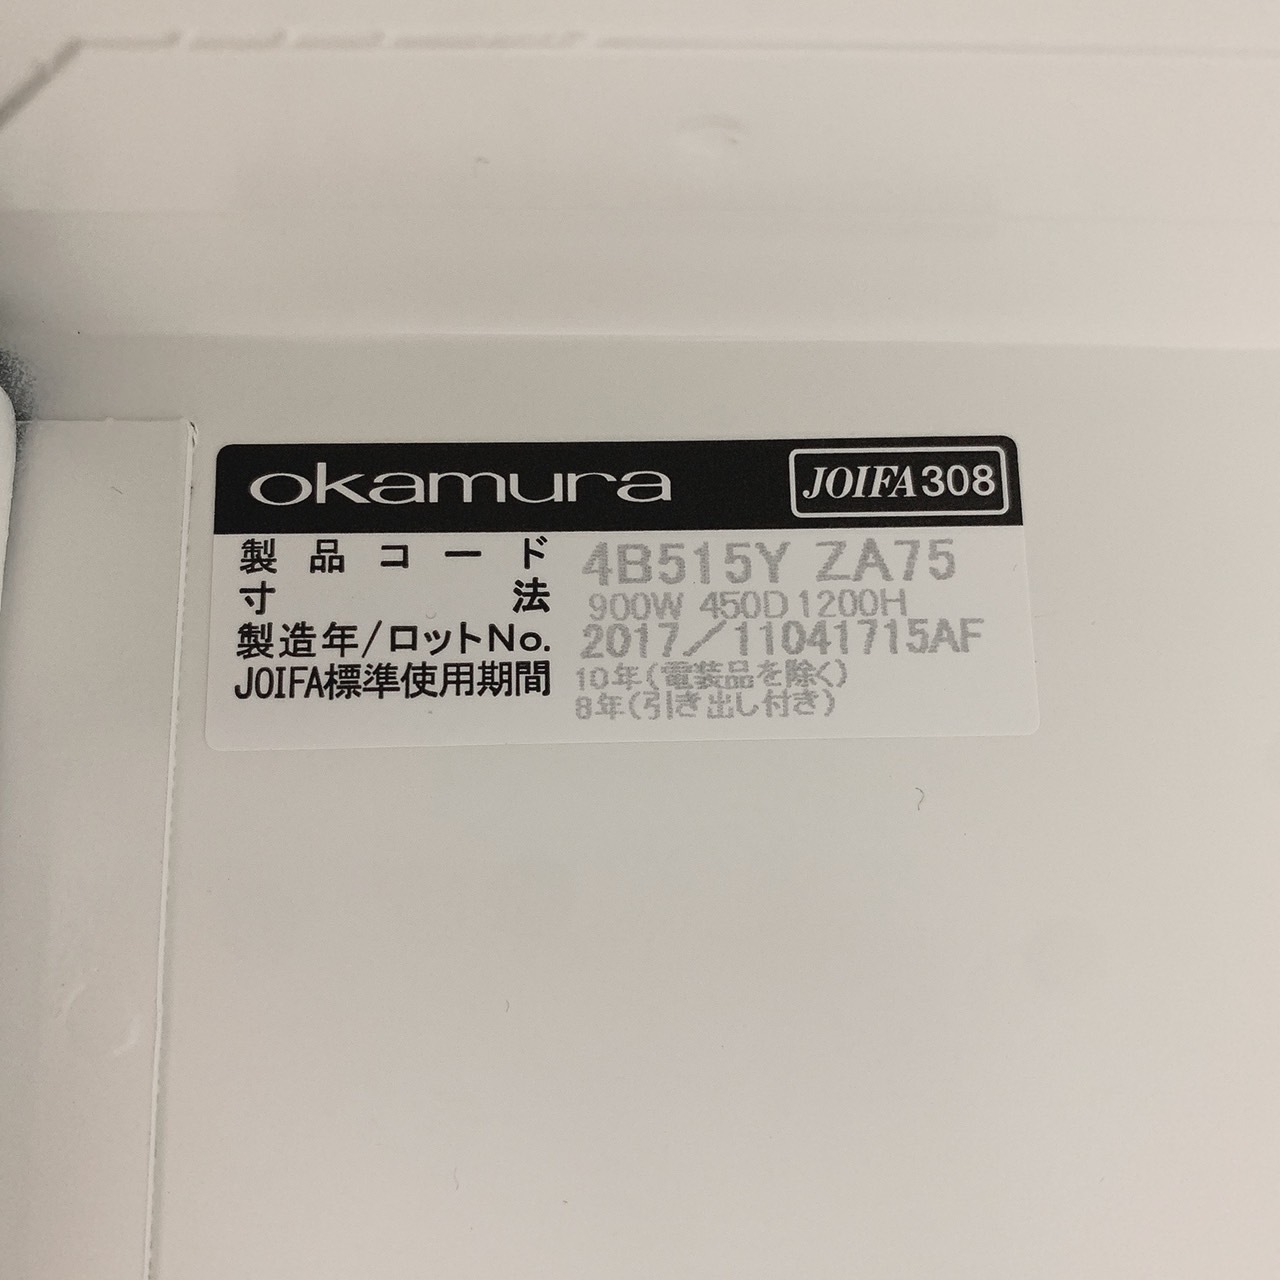 okamura JOIFA308
製品コード 4B515Y ZA75
寸法 900W 450D1200H
製造年/ロットNo. 2017／11041715AF
JOIFA標準使用期間 10年(電装品を除く)
8年(引き出し付き)